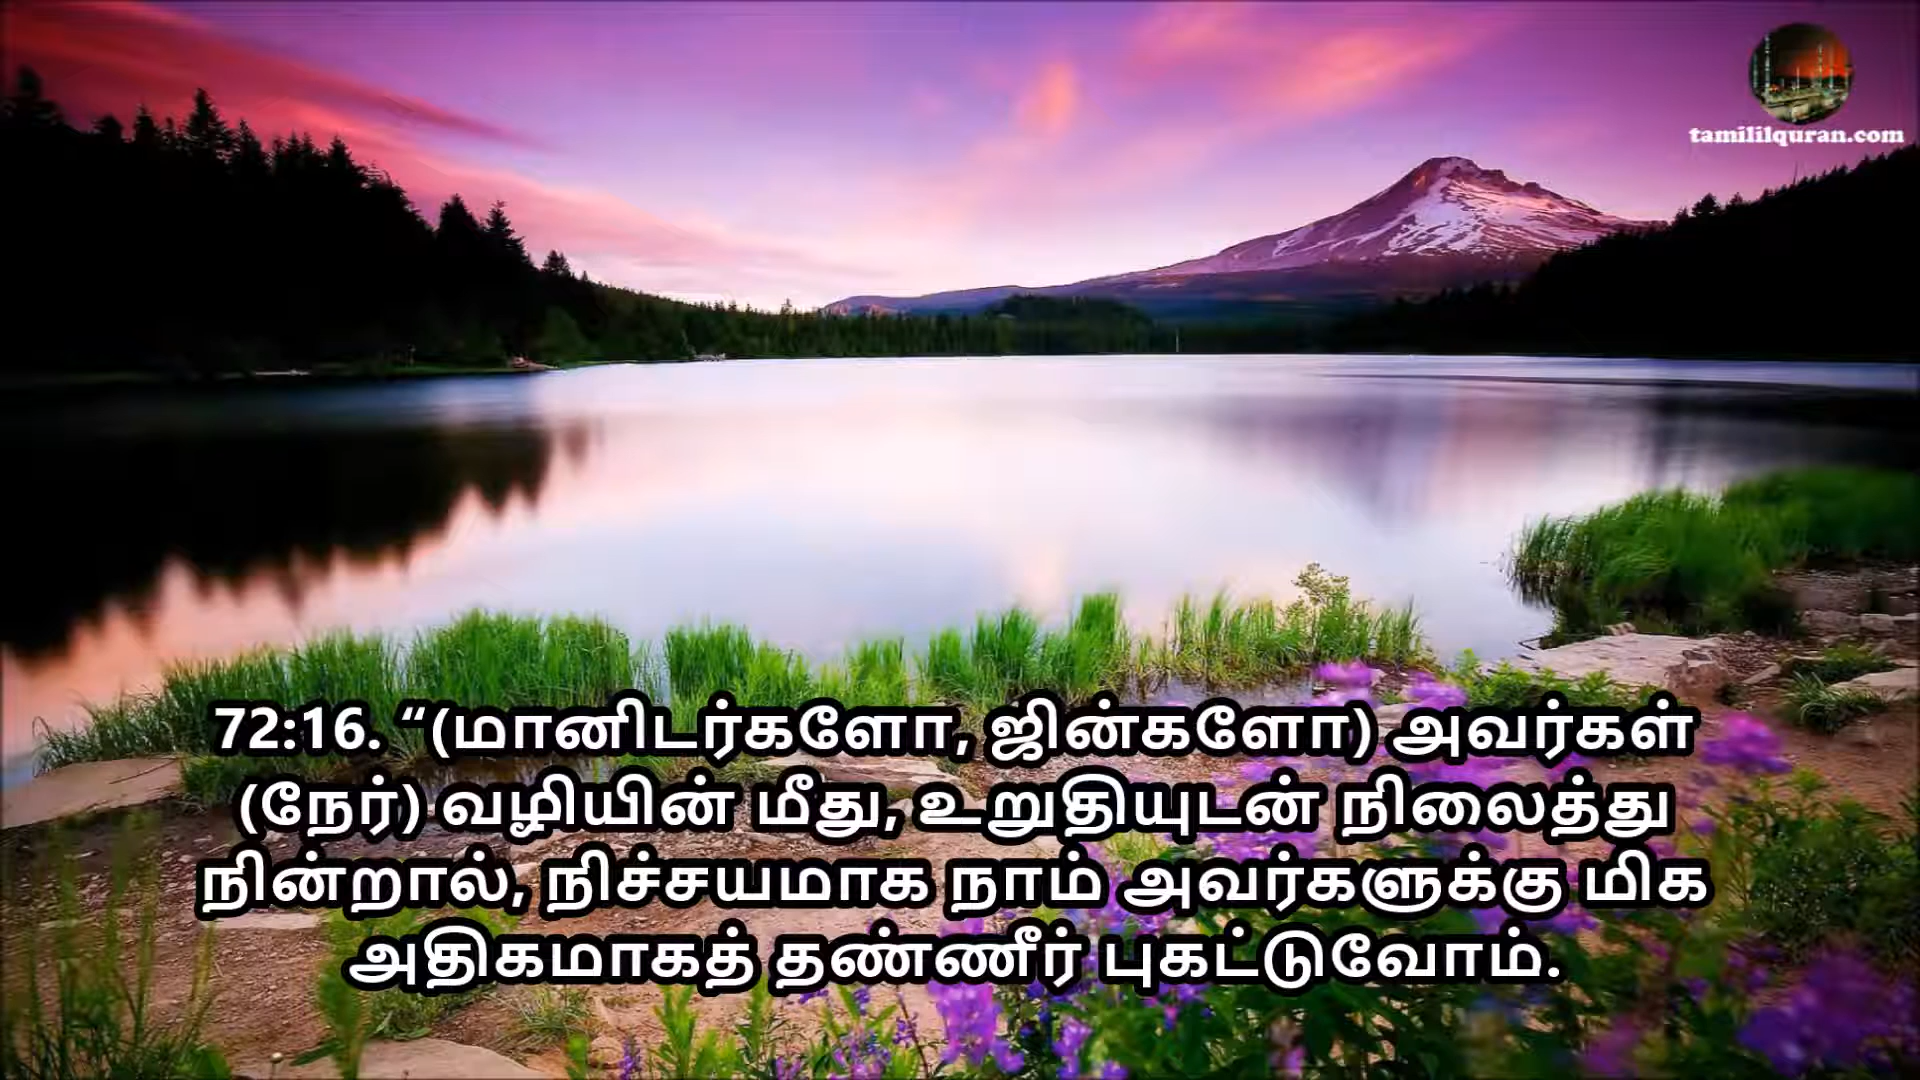 tamililquran.com
72:16. “(மானிடர்களோ, ஜின்களோ) அவர்கள்
(நேர்) வழியின் மீது, உறுதியுடன் நிலைத்து
நின்றால், நிச்சயமாக நாம் அவர்களுக்கு மிக
அதிகமாகத் தண்ணீர் புகட்டுவோம்.